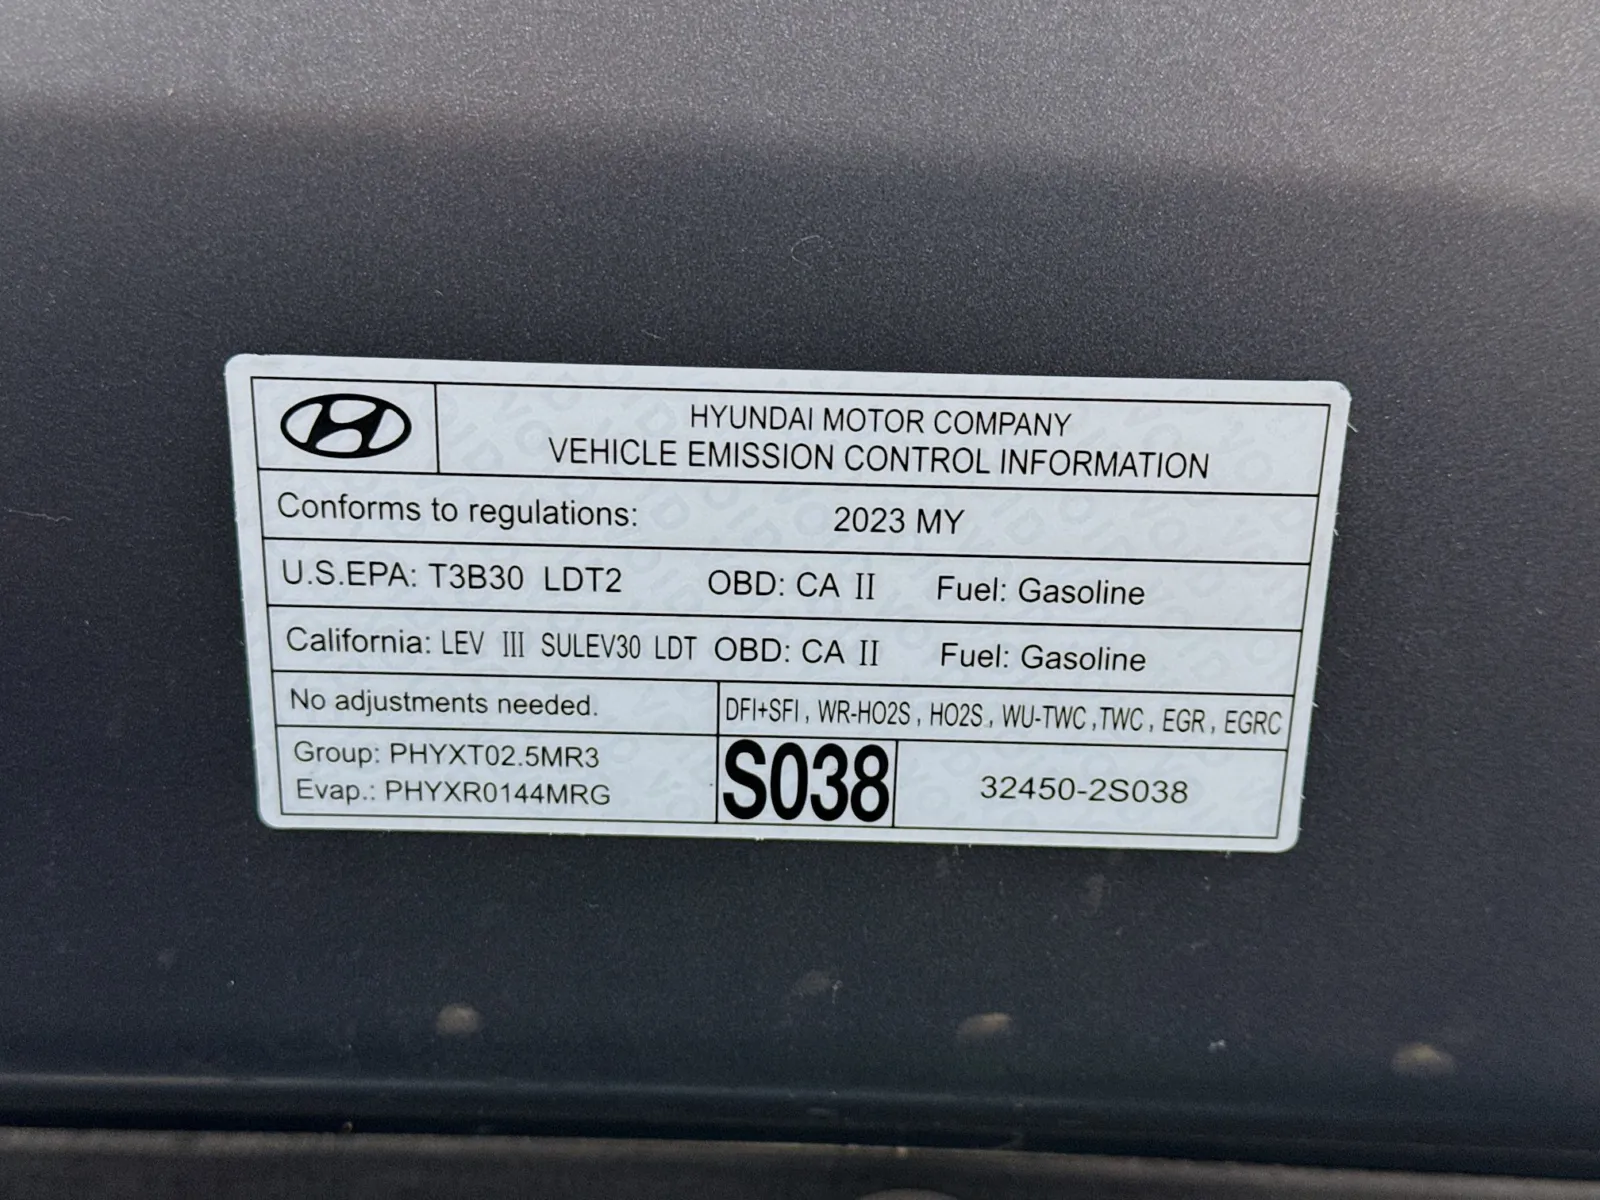 HYUNDAI MOTOR COMPANY
VEHICLE EMISSION CONTROL INFORMATION
Conforms to regulations: 2023 MY
U.S.EPA: T3B30 LDT2 OBD: CA II Fuel: Gasoline
California: LEV III SULEV30 LDT OBD: CA II Fuel: Gasoline
No adjustments needed. DFI+SFI, WR-HO2S, HO2S, WU-TWC,TWC, EGR, EGRC
Group: PHYXT02.5MR3
Evap.: PHYXR0144MRG
S038 32450-2S038